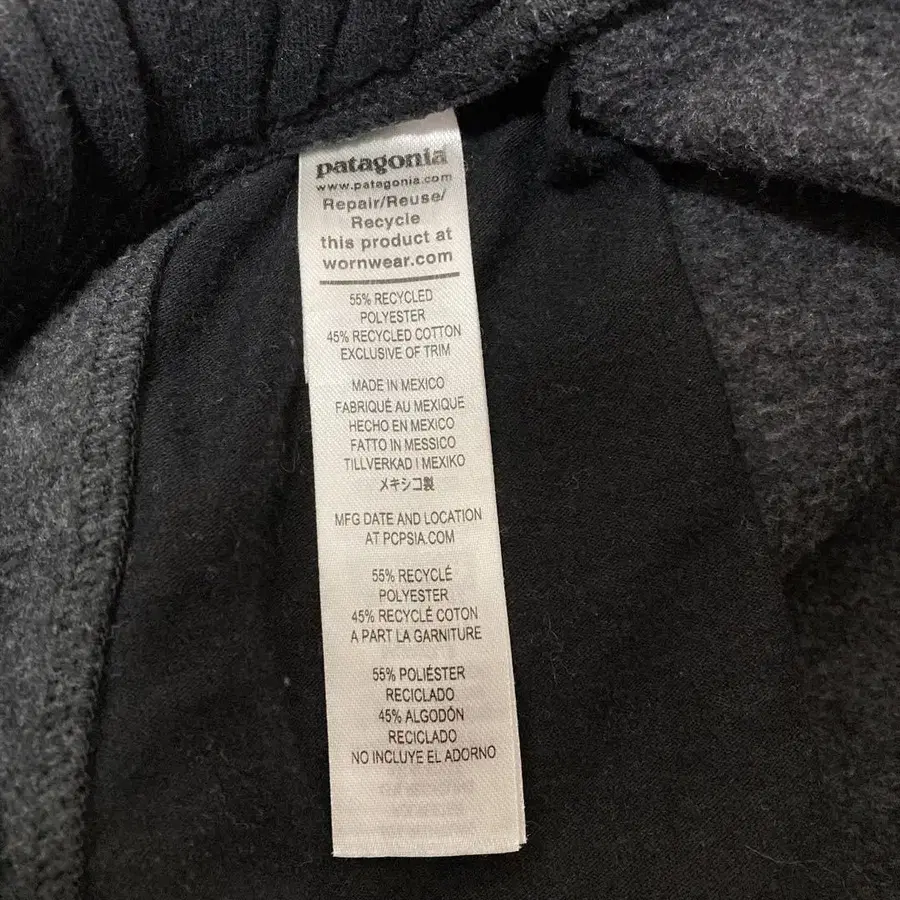 patagonia
www.patagonia.com
Repair/Reuse/
Recycle
this product at
wornwear.com
55% RECYCLED
POLYESTER
45% RECYCLED COTTON
EXCLUSIVE OF TRIM
MADE IN MEXICO
FABRIQUÉ AU MEXIQUE
HECHO EN MEXICO
FATTO IN MESSICO
TILLVERKAD I MEXIKO
メキシコ製
MFG DATE AND LOCATION
AT PCPSIA.COM
55% RECYCLÉ
POLYESTER
45% RECYCLÉ COTON
A PART LA GARNITURE
55% POLIÉSTER
RECICLADO
45% ALGODÓN
RECICLADO
NO INCLUYE EL ADORNO